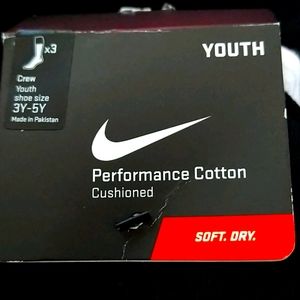 x3
YOUTH
Crew
Youth
shoe size
3Y-5Y
Made in Pakistan
Performance Cotton
Cushioned
SOFT. DRY.